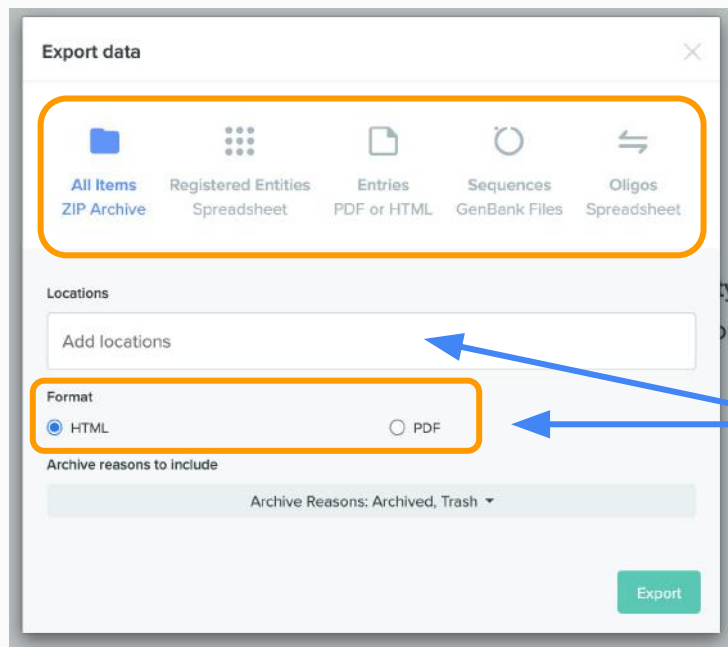 Export data
All Items
ZIP Archive
Registered Entities
Spreadsheet
Entries
PDF or HTML
Sequences
GenBank Files
Oligos
Spreadsheet
Locations
Add locations
Format
HTML
PDF
Archive reasons to include
Archive Reasons: Archived, Trash
Export